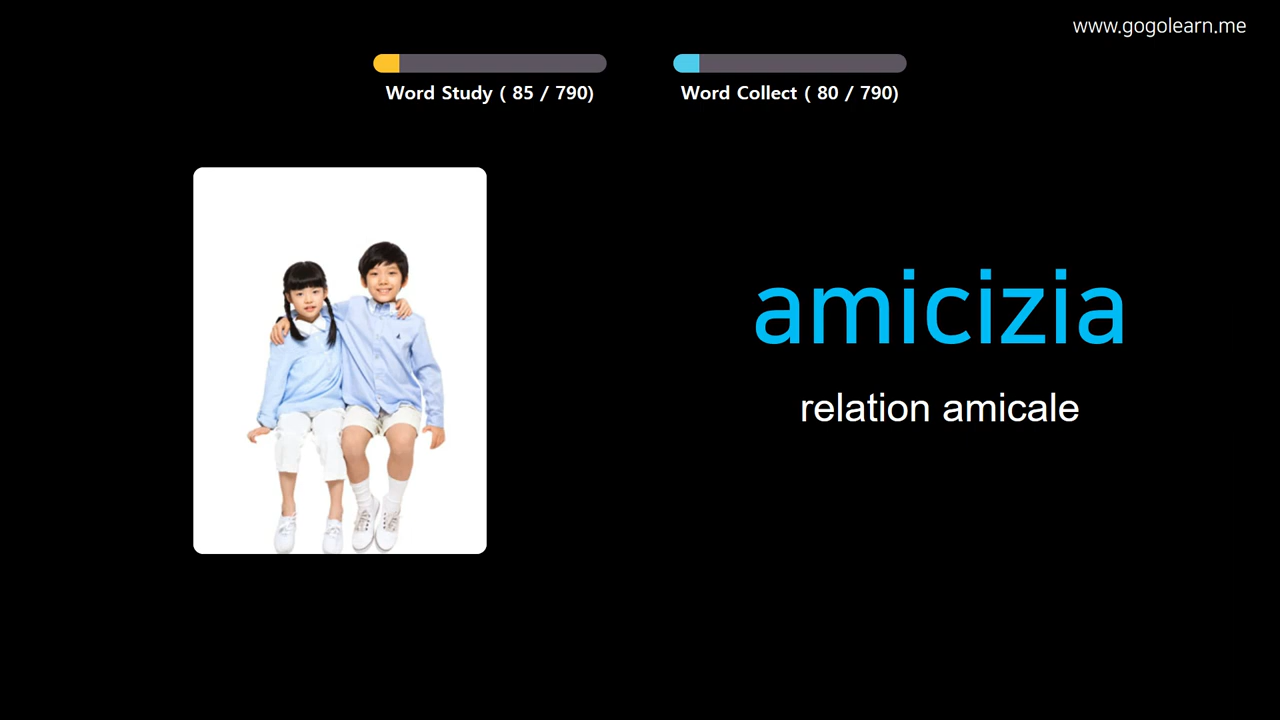 www.gogolearn.me
Word Study ( 85 / 790)
Word Collect ( 80 / 790)
amicizia
relation amicale